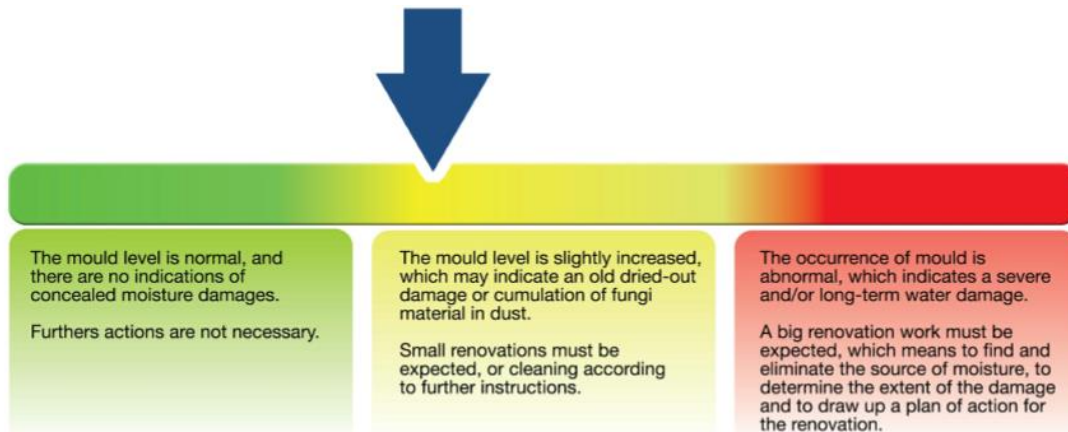 The mould level is normal, and
there are no indications of
concealed moisture damages.
Furthers actions are not necessary.
The mould level is slightly increased,
which may indicate an old dried-out
damage or cumulation of fungi
material in dust.
Small renovations must be
expected, or cleaning according
to further instructions.
The occurrence of mould is
abnormal, which indicates a severe
and/or long-term water damage.
A big renovation work must be
expected, which means to find and
eliminate the source of moisture, to
determine the extent of the damage
and to draw up a plan of action for
the renovation.